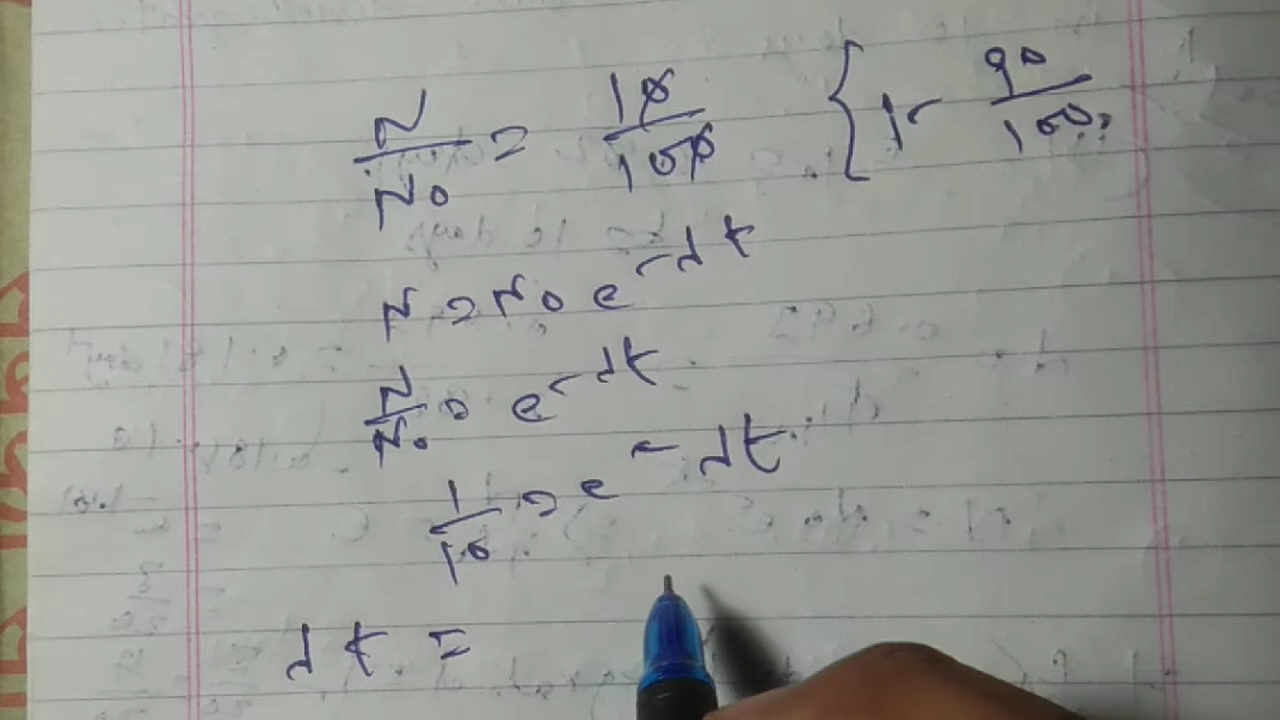 N/N₀ = 10/100 { 1 - 90/100
N = N₀ e^-λt
N/N₀ = e^-λt
1/10 = e^-λt
λt =